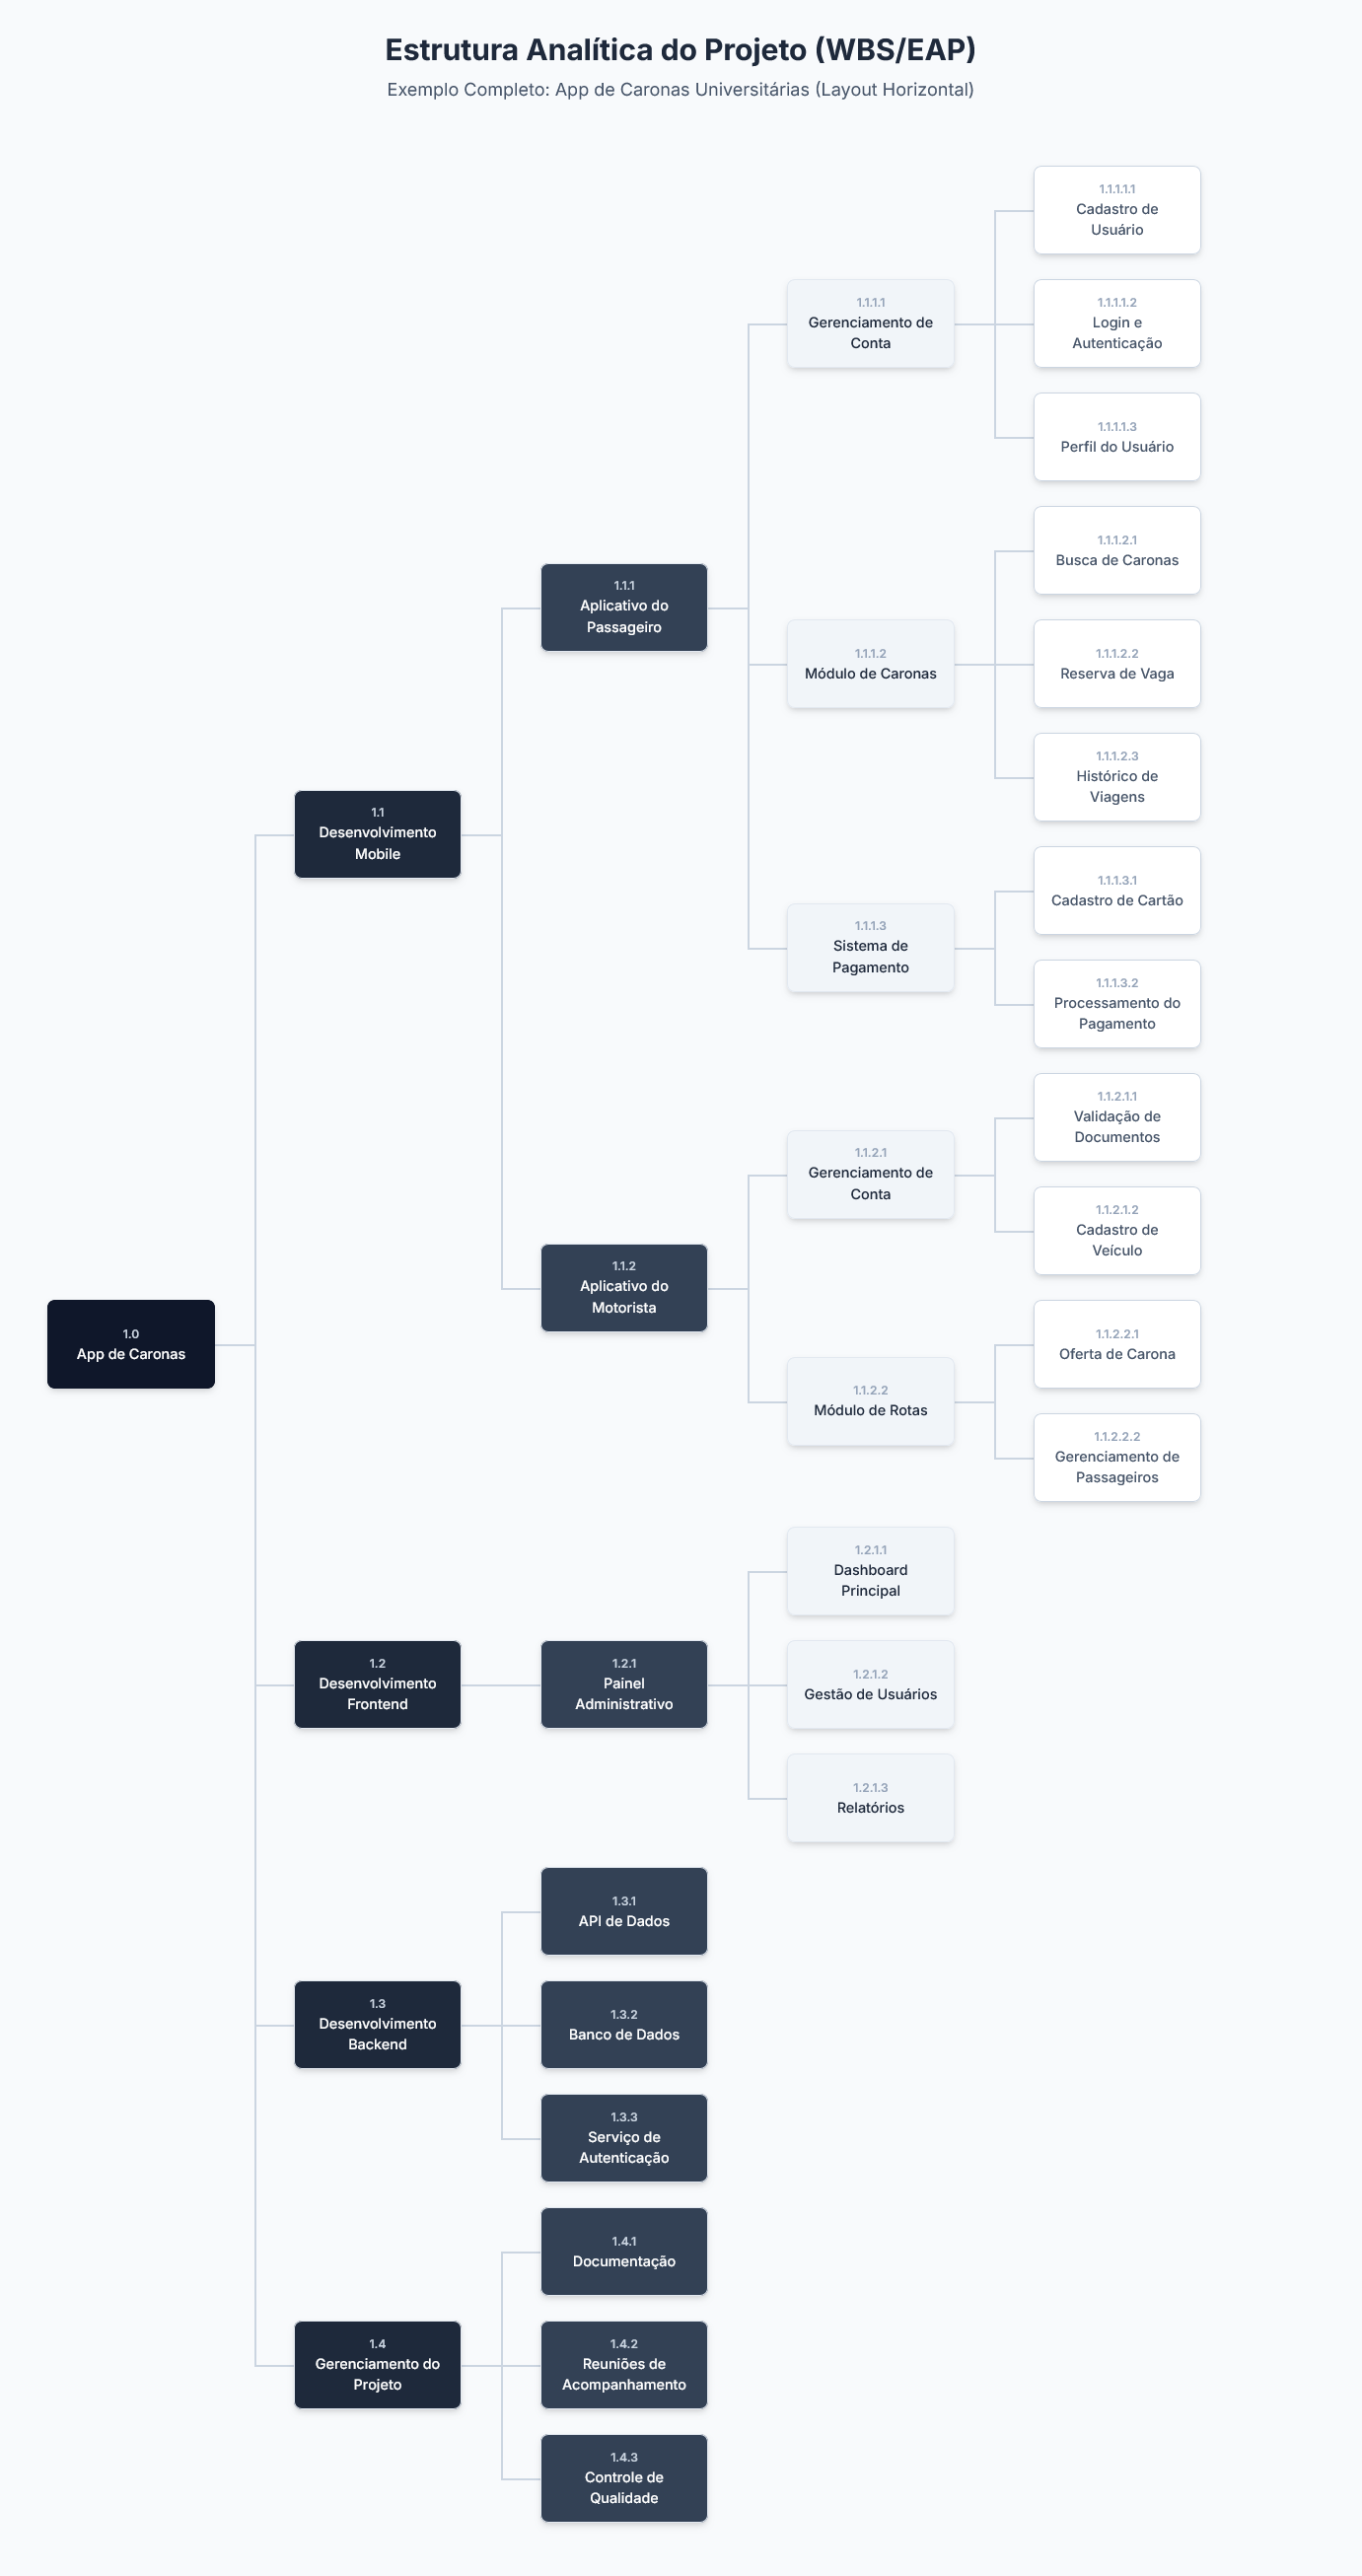 Estrutura Analítica do Projeto (WBS/EAP)
Exemplo Completo: App de Caronas Universitárias (Layout Horizontal)
1.0
App de Caronas
1.1
Desenvolvimento
Mobile
1.1.1
Aplicativo do
Passageiro
1.1.1.1
Gerenciamento de
Conta
1.1.1.1.1
Cadastro de
Usuário
1.1.1.1.2
Login e
Autenticação
1.1.1.1.3
Perfil do Usuário
1.1.1.2
Módulo de Caronas
1.1.1.2.1
Busca de Caronas
1.1.1.2.2
Reserva de Vaga
1.1.1.2.3
Histórico de
Viagens
1.1.1.3
Sistema de
Pagamento
1.1.1.3.1
Cadastro de Cartão
1.1.1.3.2
Processamento do
Pagamento
1.1.2
Aplicativo do
Motorista
1.1.2.1
Gerenciamento de
Conta
1.1.2.1.1
Validação de
Documentos
1.1.2.1.2
Cadastro de
Veículo
1.1.2.2
Módulo de Rotas
1.1.2.2.1
Oferta de Carona
1.1.2.2.2
Gerenciamento de
Passageiros
1.2
Desenvolvimento
Frontend
1.2.1
Painel
Administrativo
1.2.1.1
Dashboard
Principal
1.2.1.2
Gestão de Usuários
1.2.1.3
Relatórios
1.3
Desenvolvimento
Backend
1.3.1
API de Dados
1.3.2
Banco de Dados
1.3.3
Serviço de
Autenticação
1.4
Gerenciamento do
Projeto
1.4.1
Documentação
1.4.2
Reuniões de
Acompanhamento
1.4.3
Controle de
Qualidade